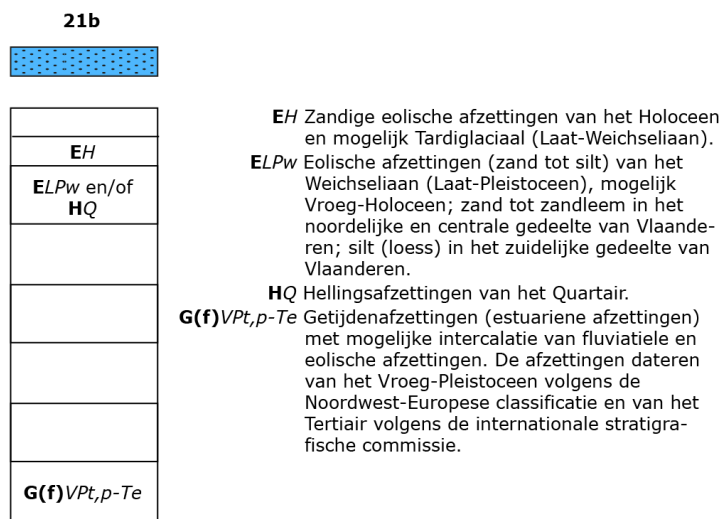 21b
EH
ELPw en/of
HQ
G(f)VPt,p-Te
EH Zandige eolische afzettingen van het Holoceen
en mogelijk Tardiglaciaal (Laat-Weichseliaan).
ELPw Eolische afzettingen (zand tot silt) van het
Weichseliaan (Laat-Pleistoceen), mogelijk
Vroeg-Holoceen; zand tot zandleem in het
noordelijke en centrale gedeelte van Vlaande-
ren; silt (loess) in het zuidelijke gedeelte van
Vlaanderen.
HQ Hellingsafzettingen van het Quartair.
G(f)VPt,p-Te Getijdenafzettingen (estuariene afzettingen)
met mogelijke intercalatie van fluviatiele en
eolische afzettingen. De afzettingen dateren
van het Vroeg-Pleistoceen volgens de
Noordwest-Europese classificatie en van het
Tertiair volgens de internationale stratigra-
fische commissie.